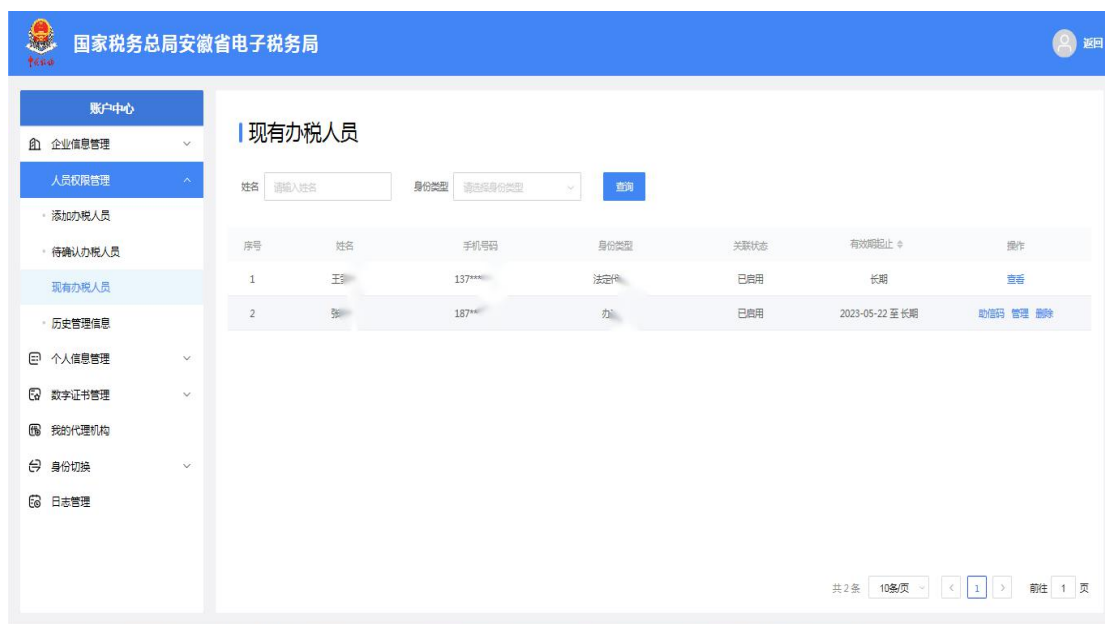 国家税务总局安徽省电子税务局
返回
账户中心
企业信息管理
人员权限管理
添加办税人员
待确认办税人员
现有办税人员
历史管理信息
个人信息管理
数字证书管理
我的代理机构
身份切换
日志管理
现有办税人员
姓名 请输入姓名 身份类型 请选择身份类型 查询
序号 姓名 手机号码 身份类型 关联状态 有效期起止 操作
1 王 137*** 法定代 已启用 长期 查看
2 张 187** 办 已启用 2023-05-22 至 长期 助信码 管理 删除
共 2 条 10条/页 1 前往 1 页